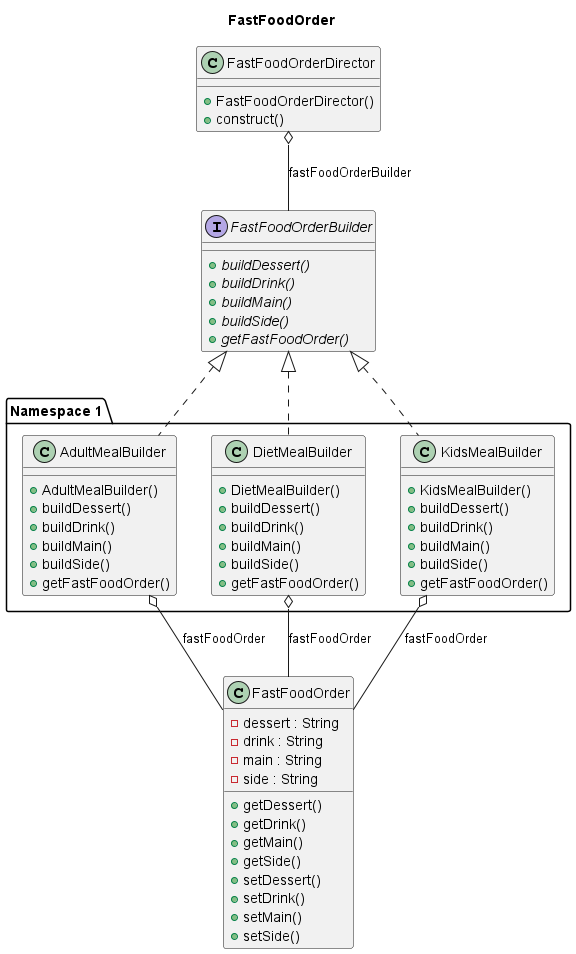 FastFoodOrder
C FastFoodOrderDirector
FastFoodOrderDirector()
construct()
fastFoodOrderBuilder
I FastFoodOrderBuilder
buildDessert()
buildDrink()
buildMain()
buildSide()
getFastFoodOrder()
Namespace 1
C AdultMealBuilder
AdultMealBuilder()
buildDessert()
buildDrink()
buildMain()
buildSide()
getFastFoodOrder()
C DietMealBuilder
DietMealBuilder()
buildDessert()
buildDrink()
buildMain()
buildSide()
getFastFoodOrder()
C KidsMealBuilder
KidsMealBuilder()
buildDessert()
buildDrink()
buildMain()
buildSide()
getFastFoodOrder()
fastFoodOrder
fastFoodOrder
fastFoodOrder
C FastFoodOrder
dessert : String
drink : String
main : String
side : String
getDessert()
getDrink()
getMain()
getSide()
setDessert()
setDrink()
setMain()
setSide()